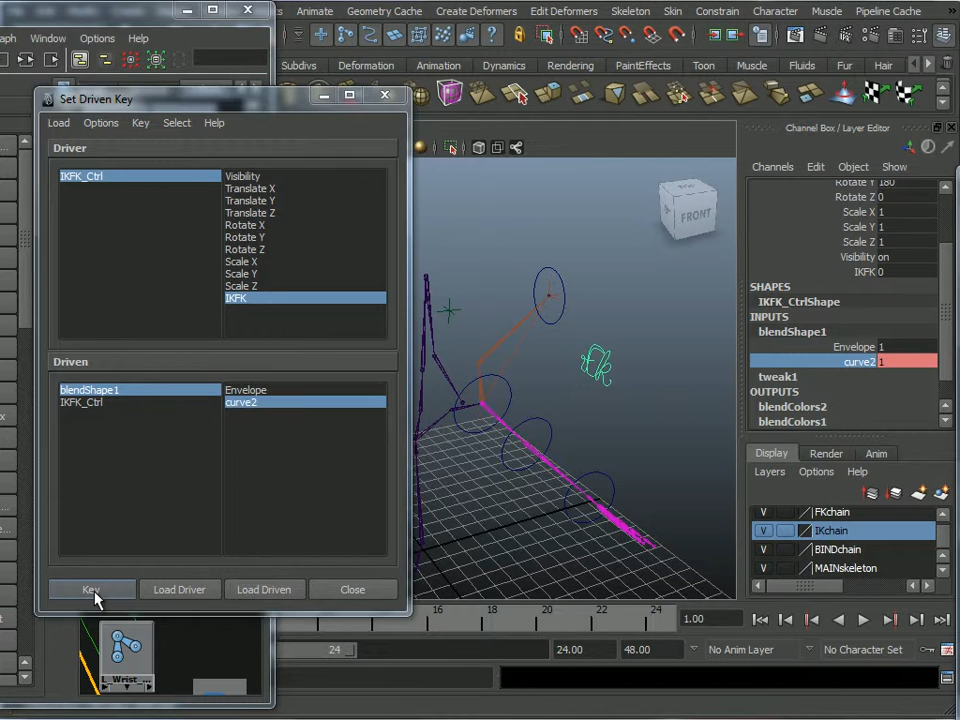 aph Window Options Help
Animate Geometry Cache Create Deformers Edit Deformers Skeleton Skin Constrain Character Muscle Pipeline Cache
Subdivs Deformation Animation Dynamics Rendering PaintEffects Toon Muscle Fluids Fur Hair
Set Driven Key
Load Options Key Select Help
Driver
IKFK_Ctrl
Visibility
Translate X
Translate Y
Translate Z
Rotate X
Rotate Y
Rotate Z
Scale X
Scale Y
Scale Z
IKFK
Driven
blendShape1
IKFK_Ctrl
Envelope
curve2
Key Load Driver Load Driven Close
FRONT
Channel Box / Layer Editor
Channels Edit Object Show
Rotate Y 180
Rotate Z 0
Scale X 1
Scale Y 1
Scale Z 1
Visibility on
IKFK 0
SHAPES
IKFK_CtrlShape
INPUTS
blendShape1
Envelope 1
curve2 1
tweak1
OUTPUTS
blendColors2
blendColors1
Display Render Anim
Layers Options Help
V FKchain
V IKchain
V BINDchain
V MAINskeleton
16 18 20 22 24
1.00
24
24.00 48.00 No Anim Layer No Character Set
L_Wrist_...